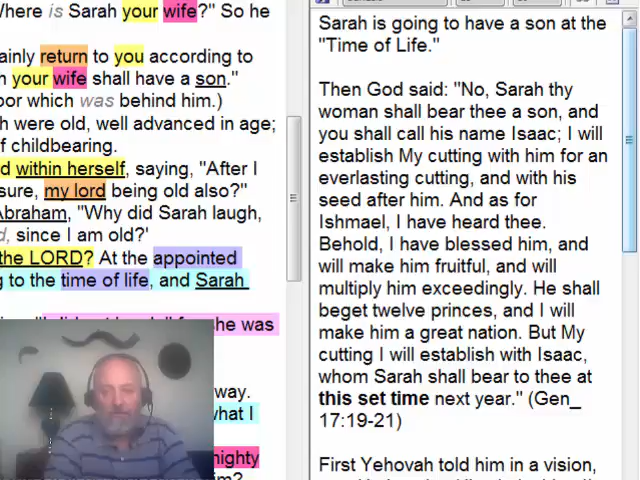 Where is Sarah your wife?" So he
ainly return to you according to
your wife shall have a son."
or which was behind him.)
h were old, well advanced in age;
f childbearing.
d within herself, saying, "After I
sure, my lord being old also?"
Abraham, "Why did Sarah laugh,
d, since I am old?'
the LORD? At the appointed
g to the time of life, and Sarah
she was
way.
what I
mighty
Sarah is going to have a son at the
"Time of Life."
Then God said: "No, Sarah thy
woman shall bear thee a son, and
you shall call his name Isaac; I will
establish My cutting with him for an
everlasting cutting, and with his
seed after him. And as for
Ishmael, I have heard thee.
Behold, I have blessed him, and
will make him fruitful, and will
multiply him exceedingly. He shall
beget twelve princes, and I will
make him a great nation. But My
cutting I will establish with Isaac,
whom Sarah shall bear to thee at
this set time next year." (Gen_
17:19-21)
First Yehovah told him in a vision,